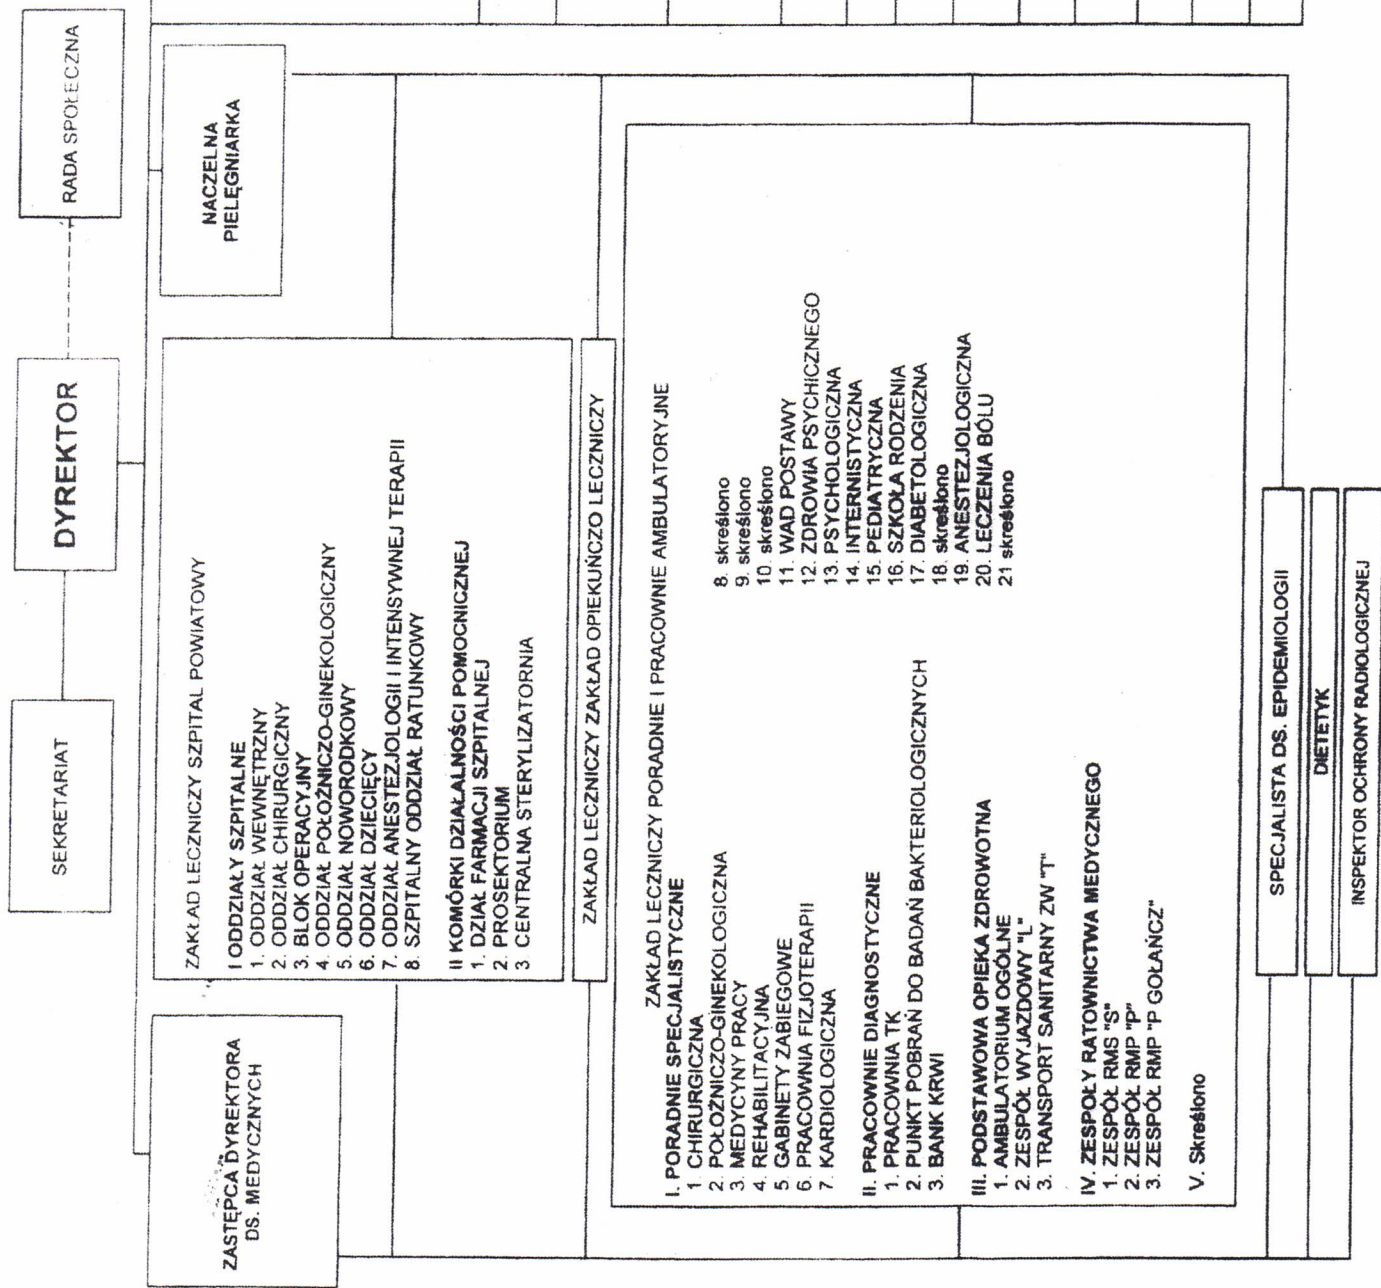 SEKRETARIAT
DYREKTOR
RADA SPOŁECZNA
ZASTĘPCA DYREKTORA
DS. MEDYCZNYCH
NACZELNA
PIELĘGNIARKA
ZAKŁAD LECZNICZY SZPITAL POWIATOWY
I ODDZIAŁY SZPITALNE
1. ODDZIAŁ WEWNĘTRZNY
2. ODDZIAŁ CHIRURGICZNY
3. BLOK OPERACYJNY
4. ODDZIAŁ POŁOŻNICZO-GINEKOLOGICZNY
5. ODDZIAŁ NOWORODKOWY
6. ODDZIAŁ DZIECIĘCY
7. ODDZIAŁ ANESTEZJOLOGII I INTENSYWNEJ TERAPII
8. SZPITALNY ODDZIAŁ RATUNKOWY
II KOMÓRKI DZIAŁALNOŚCI POMOCNICZNEJ
1. DZIAŁ FARMACJI SZPITALNEJ
2. PROSEKTORIUM
3. CENTRALNA STERYLIZATORNIA
ZAKŁAD LECZNICZY ZAKŁAD OPIEKUŃCZO LECZNICZY
ZAKŁAD LECZNICZY PORADNIE I PRACOWNIE AMBULATORYJNE
I. PORADNIE SPECJALISTYCZNE
1 CHIRURGICZNA
2. POŁOŻNICZO-GINEKOLOGICZNA
3. MEDYCYNY PRACY
4. REHABILITACYJNA
5. GABINETY ZABIEGOWE
6. PRACOWNIA FIZJOTERAPII
7. KARDIOLOGICZNA
8. skreślono
9. skreślono
10. skreślono
11. WAD POSTAWY
12. ZDROWIA PSYCHICZNEGO
13. PSYCHOLOGICZNA
14. INTERNISTYCZNA
15. PEDIATRYCZNA
16. SZKOŁA RODZENIA
17. DIABETOLOGICZNA
18. skreślono
19. ANESTEZJOLOGICZNA
20. LECZENIA BÓLU
21 skreślono
II. PRACOWNIE DIAGNOSTYCZNE
1. PRACOWNIA TK
2. PUNKT POBRAŃ DO BADAŃ BAKTERIOLOGICZNYCH
3. BANK KRWI
III. PODSTAWOWA OPIEKA ZDROWOTNA
1. AMBULATORIUM OGÓLNE
2. ZESPÓŁ WYJAZDOWY "L"
3. TRANSPORT SANITARNY ZW "T"
IV. ZESPOŁY RATOWNICTWA MEDYCZNEGO
1. ZESPÓŁ RMS "S"
2. ZESPÓŁ RMP "P"
3. ZESPÓŁ RMP "P GOŁAŃCZ"
V. Skreślono
SPECJALISTA DS. EPIDEMIOLOGII
DIETETYK
INSPEKTOR OCHRONY RADIOLOGICZNEJ